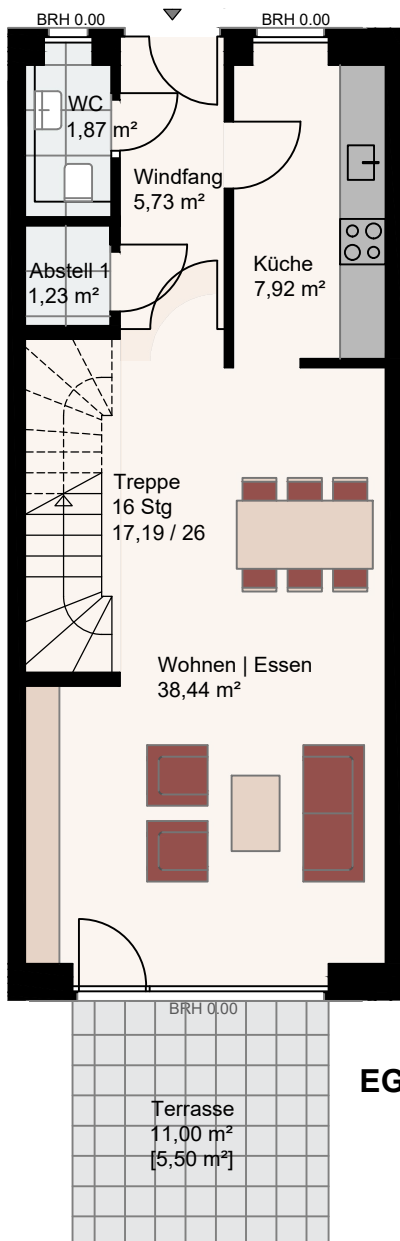 BRH 0.00
BRH 0.00
WC
1,87 m²
Windfang
5,73 m²
Küche
7,92 m²
Abstell 1
1,23 m²
Treppe
16 Stg
17,19 / 26
Wohnen | Essen
38,44 m²
BRH 0.00
EG
Terrasse
11,00 m²
[5,50 m²]